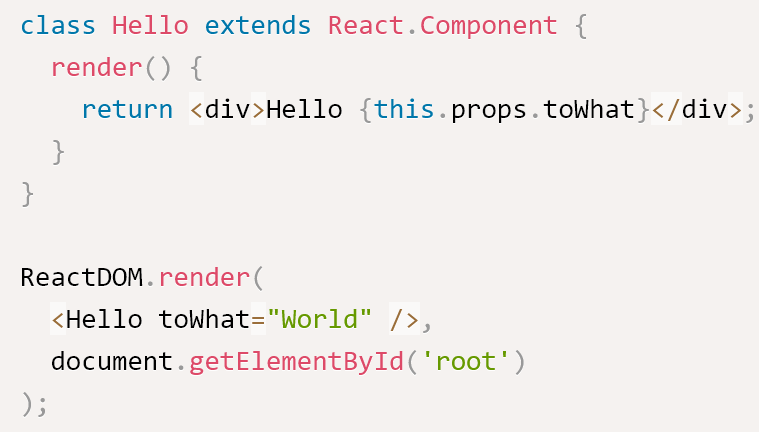 class Hello extends React.Component {
  render() {
    return <div>Hello {this.props.toWhat}</div>;
  }
}

ReactDOM.render(
  <Hello toWhat="World" />,
  document.getElementById('root')
);